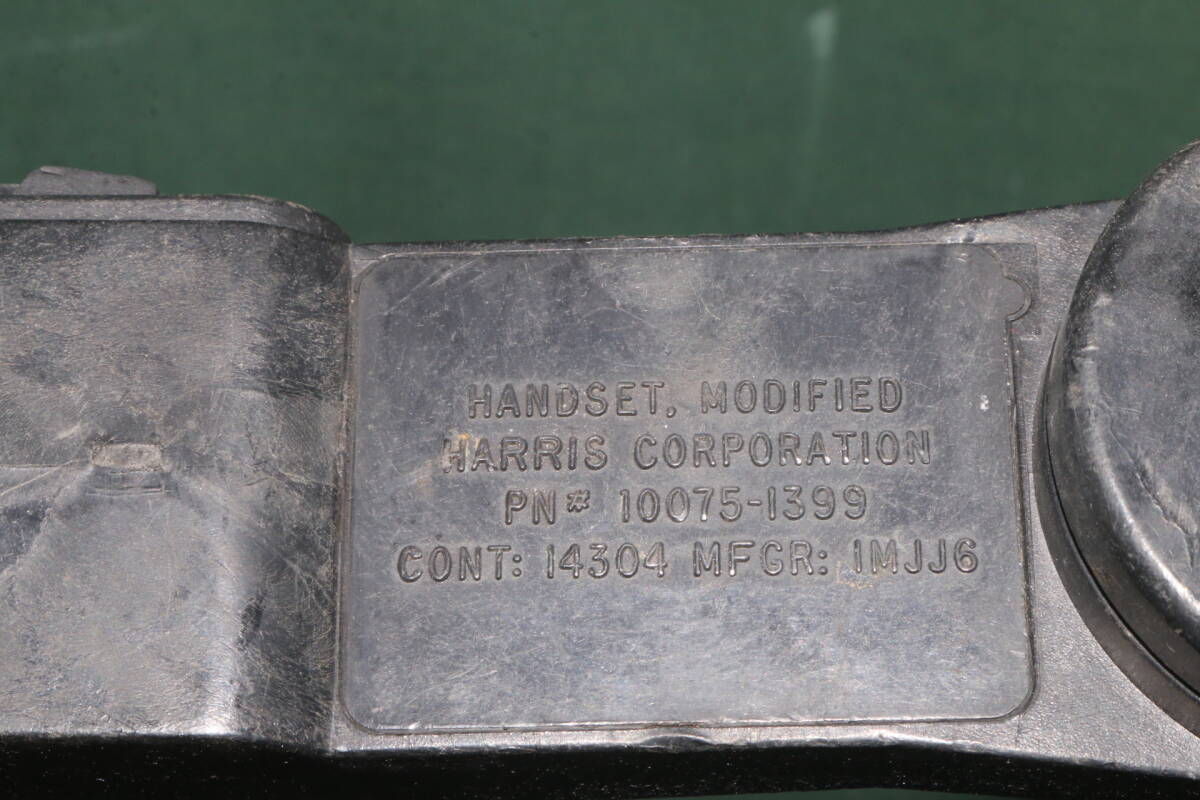 HANDSET, MODIFIED
HARRIS CORPORATION
PN# 10075-1399
CONT: 14304 MFGR: 1MJJ6